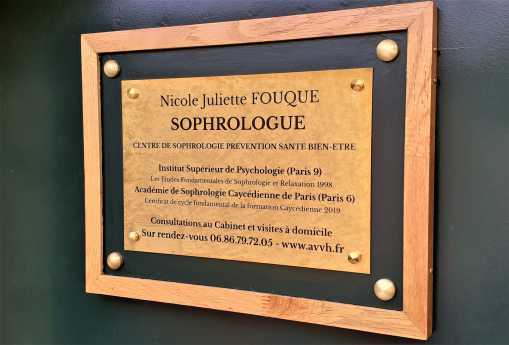 Nicole Juliette FOUQUE
SOPHROLOGUE
CENTRE DE SOPHROLOGIE PREVENTION SANTE BIEN-ETRE
Institut Supérieur de Psychologie (Paris 9)
Les Études Fondamentales de Sophrologie et Relaxation 1998
Académie de Sophrologie Caycédienne de Paris (Paris 6)
Certificat de cycle fondamental de la formation Caycédienne 2019
Consultations au Cabinet et visites à domicile
Sur rendez-vous 06.86.79.72.05 - www.avvh.fr